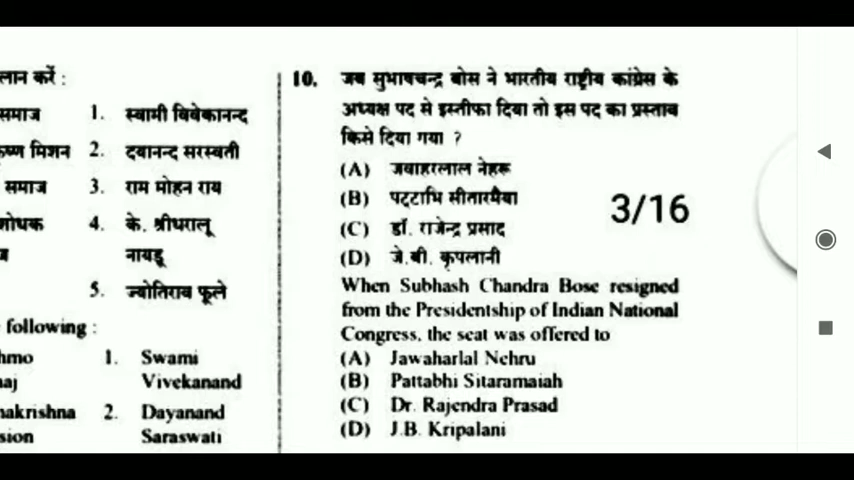 लान करें :
समाज 1. स्वामी विवेकानन्द
कृष्ण मिशन 2. दयानन्द सरस्वती
समाज 3. राम मोहन राय
शोधक 4. के. श्रीधरालू
नायडू
5. ज्योतिराव फूले
following :
hmo 1. Swami
aj Vivekanand
nakrishna 2. Dayanand
sion Saraswati
10. जब सुभाषचन्द्र बोस ने भारतीय राष्ट्रीय कांग्रेस के
अध्यक्ष पद से इस्तीफा दिया तो इस पद का प्रस्ताव
किसे दिया गया ?
(A) जवाहरलाल नेहरू
(B) पट्टाभि सीतारमैया
(C) डॉ. राजेन्द्र प्रसाद
(D) जे.बी. कृपलानी
3/16
When Subhash Chandra Bose resigned
from the Presidentship of Indian National
Congress, the seat was offered to
(A) Jawaharlal Nehru
(B) Pattabhi Sitaramaiah
(C) Dr. Rajendra Prasad
(D) J.B. Kripalani